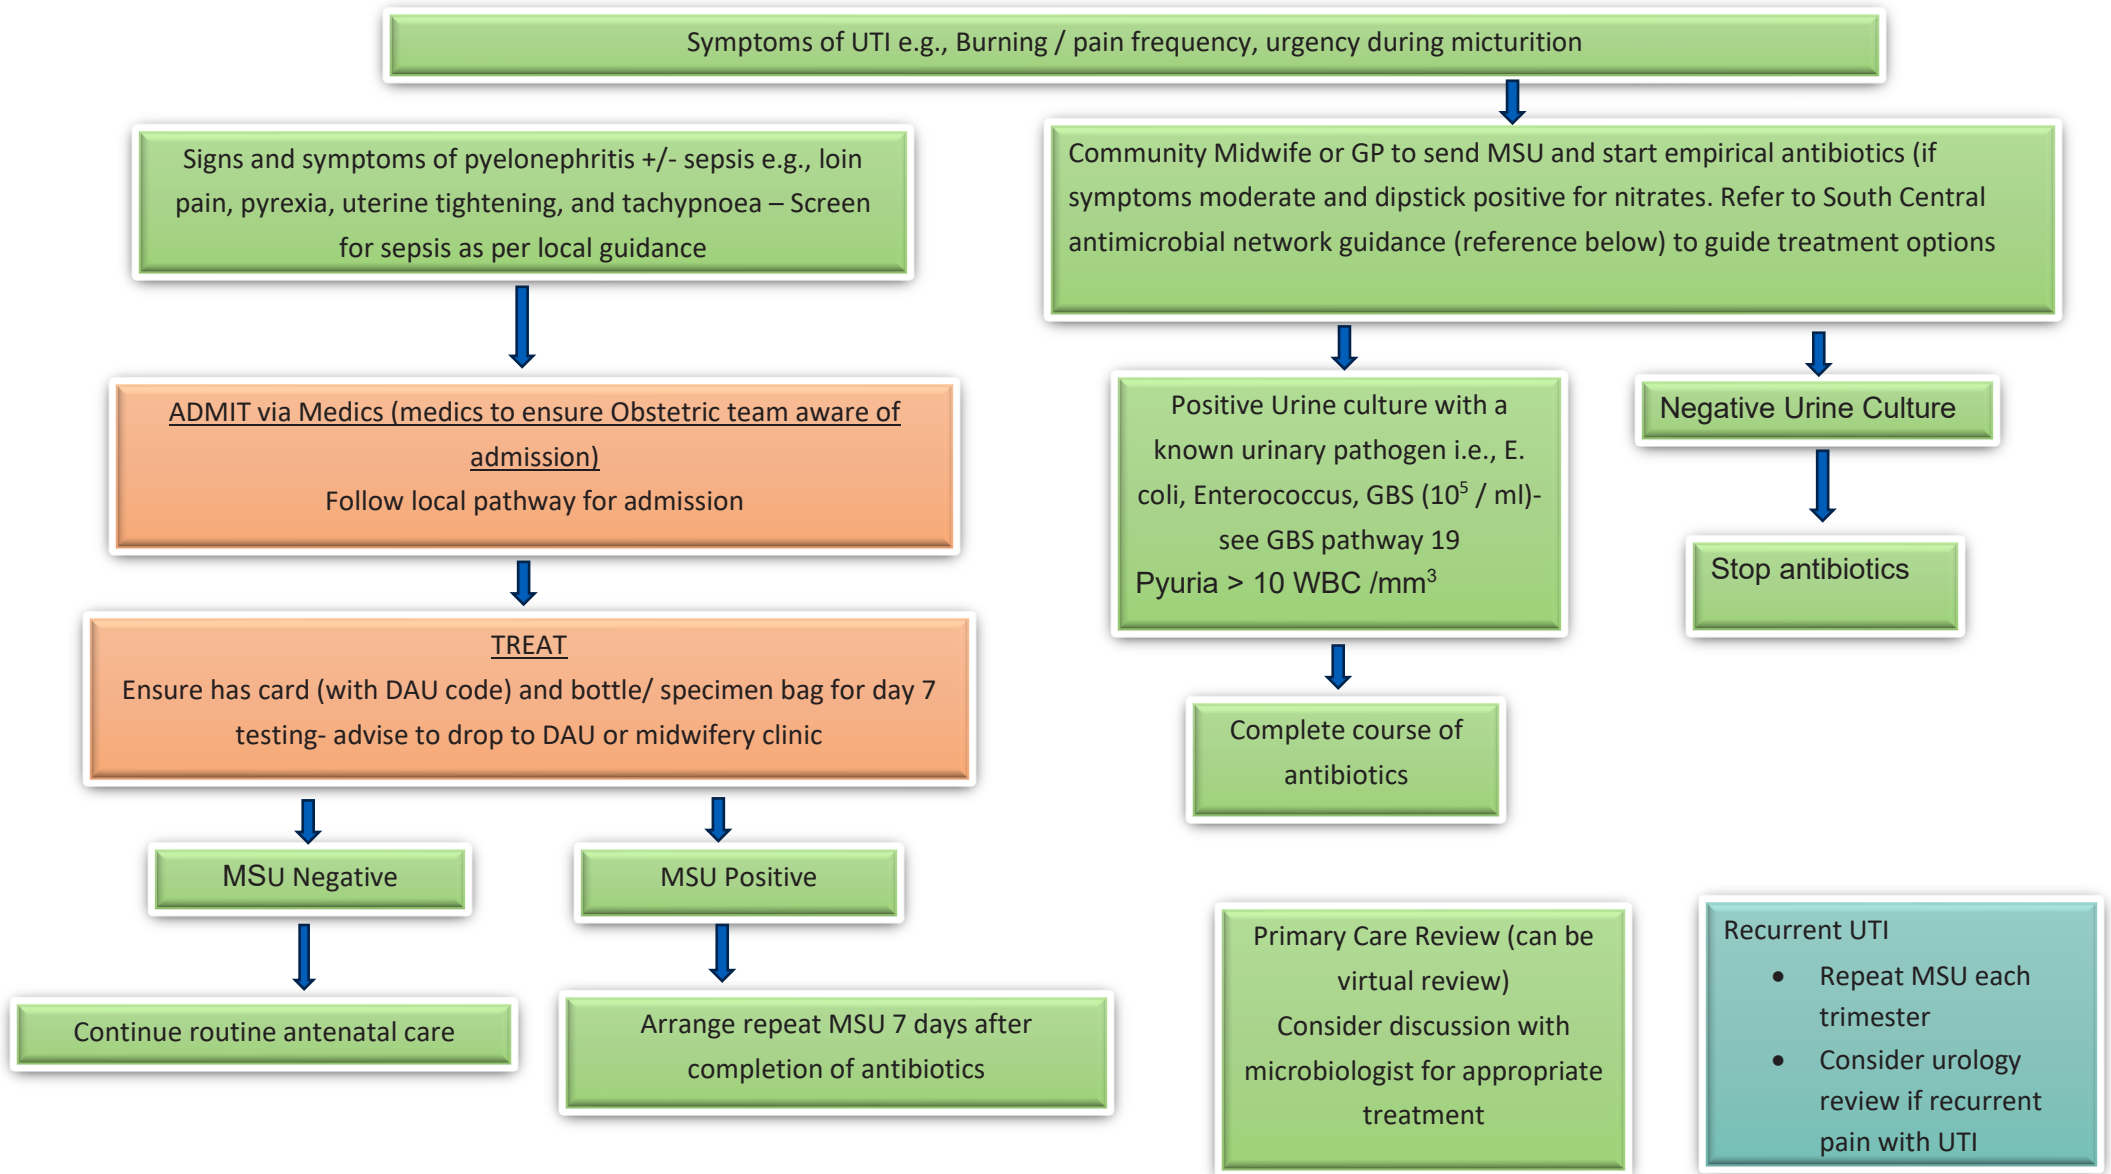 Symptoms of UTI e.g., Burning / pain frequency, urgency during micturition
Signs and symptoms of pyelonephritis +/- sepsis e.g., loin
pain, pyrexia, uterine tightening, and tachypnoea – Screen
for sepsis as per local guidance
Community Midwife or GP to send MSU and start empirical antibiotics (if
symptoms moderate and dipstick positive for nitrates. Refer to South Central
antimicrobial network guidance (reference below) to guide treatment options
ADMIT via Medics (medics to ensure Obstetric team aware of
admission)
Follow local pathway for admission
Positive Urine culture with a
known urinary pathogen i.e., E.
coli, Enterococcus, GBS (10⁵ / ml)-
see GBS pathway 19
Pyuria > 10 WBC /mm³
Negative Urine Culture
Stop antibiotics
TREAT
Ensure has card (with DAU code) and bottle/ specimen bag for day 7
testing- advise to drop to DAU or midwifery clinic
Complete course of
antibiotics
MSU Negative
MSU Positive
Continue routine antenatal care
Arrange repeat MSU 7 days after
completion of antibiotics
Primary Care Review (can be
virtual review)
Consider discussion with
microbiologist for appropriate
treatment
Recurrent UTI
• Repeat MSU each
trimester
• Consider urology
review if recurrent
pain with UTI